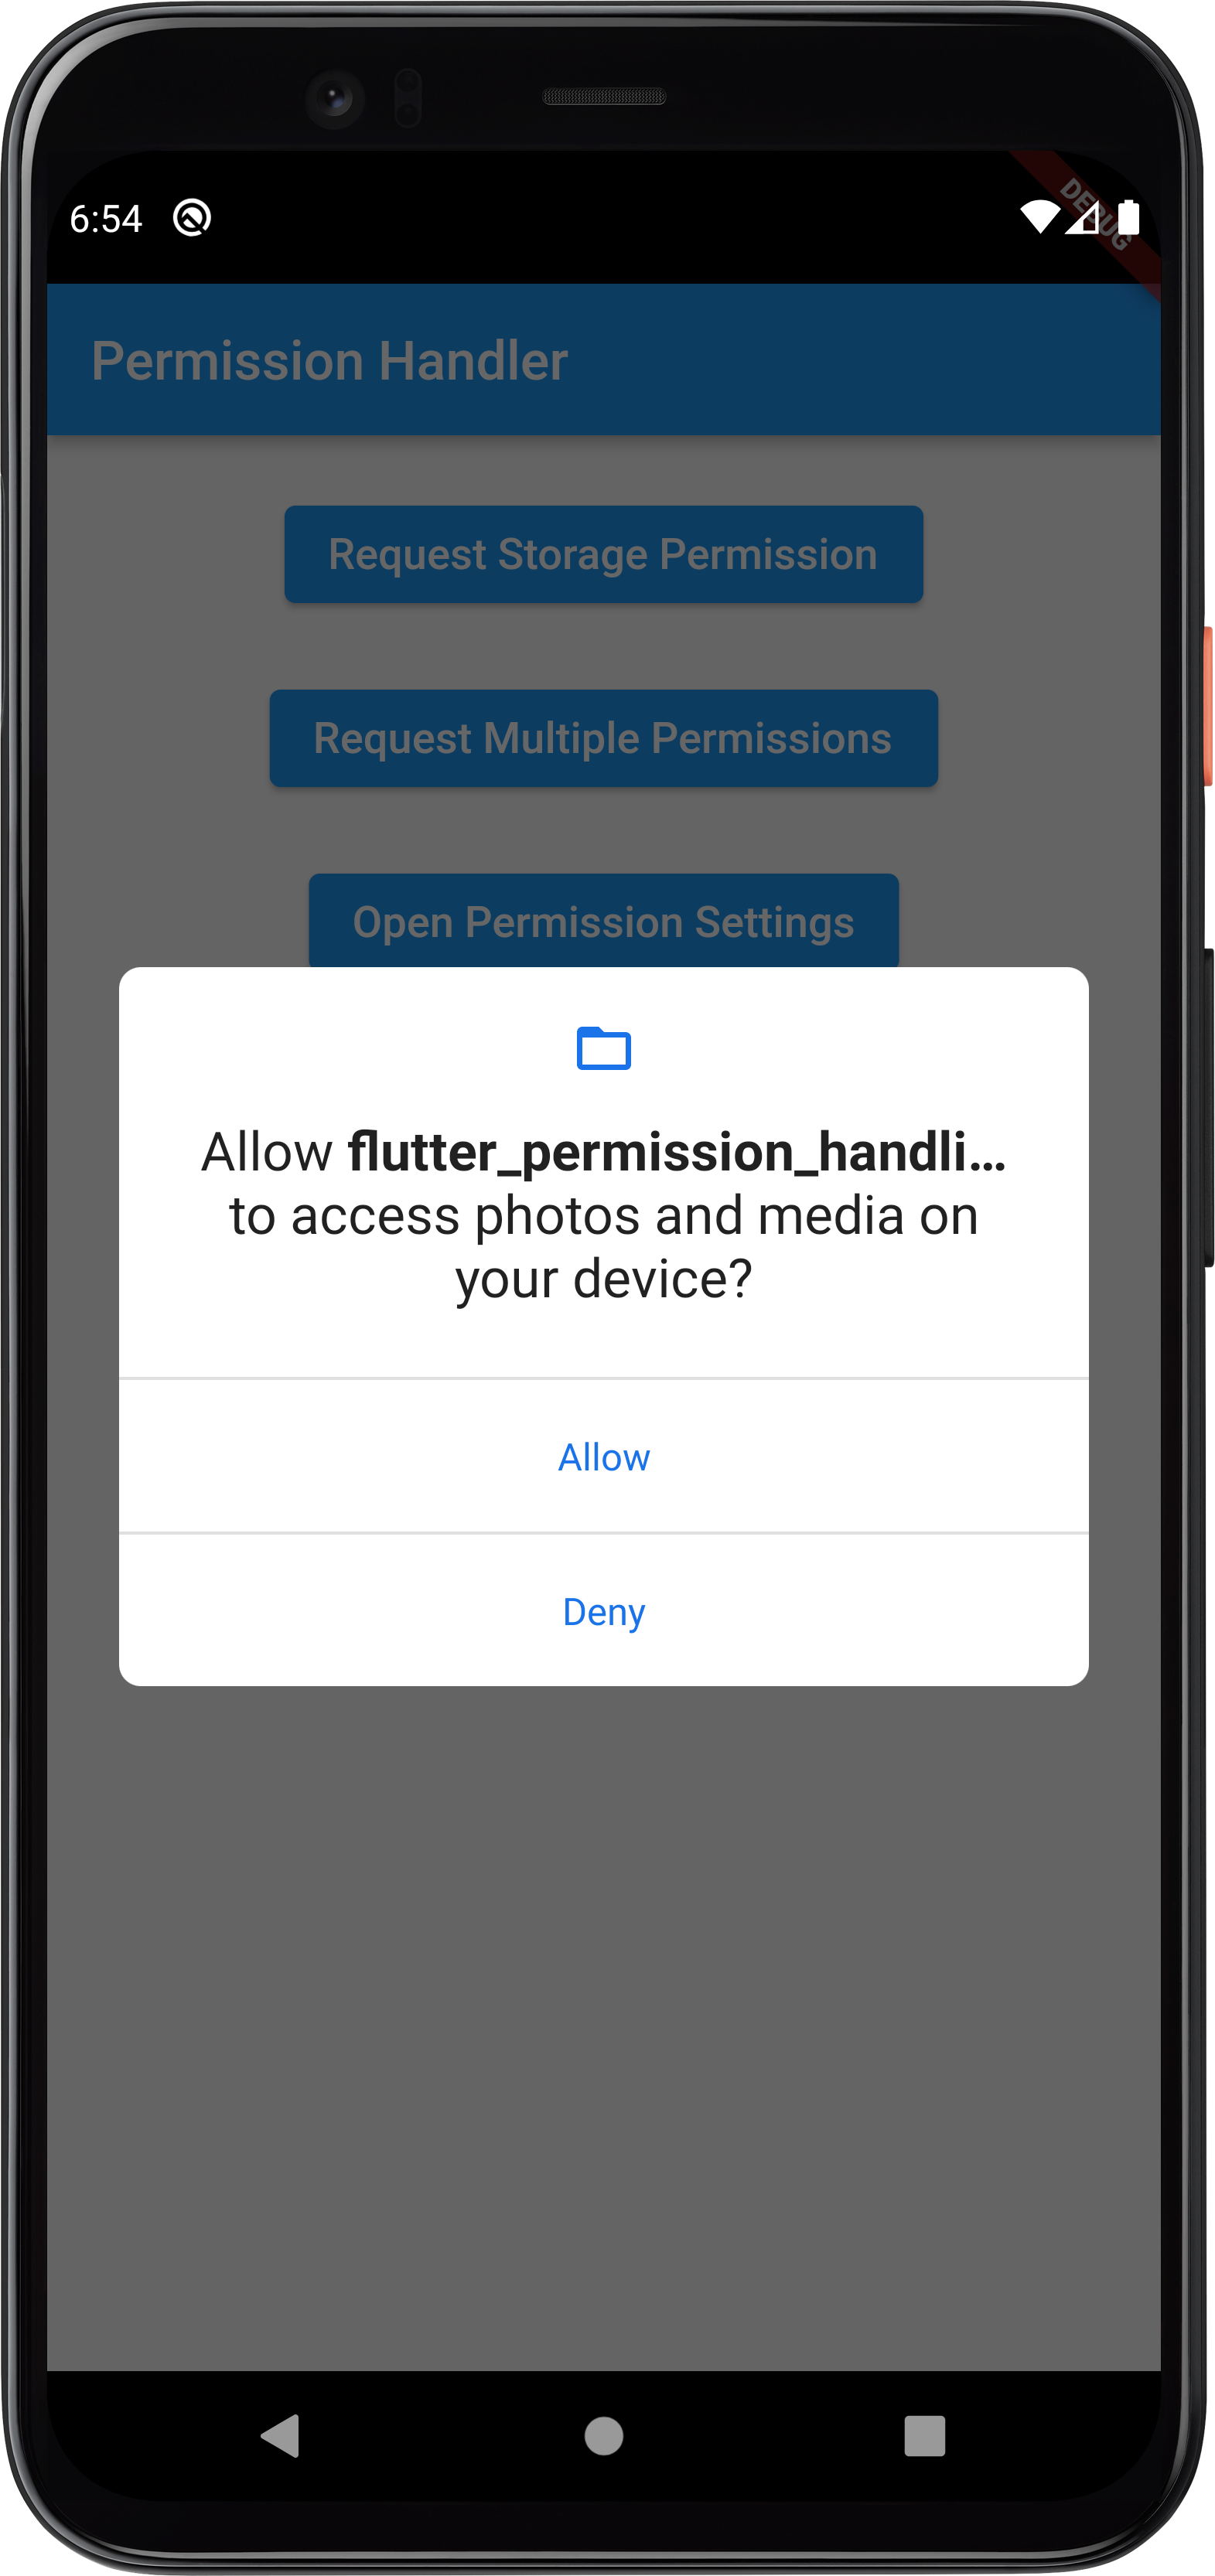 6:54
DEBUG
Permission Handler
Request Storage Permission
Request Multiple Permissions
Open Permission Settings
Allow flutter_permission_handli...
to access photos and media on
your device?
Allow
Deny